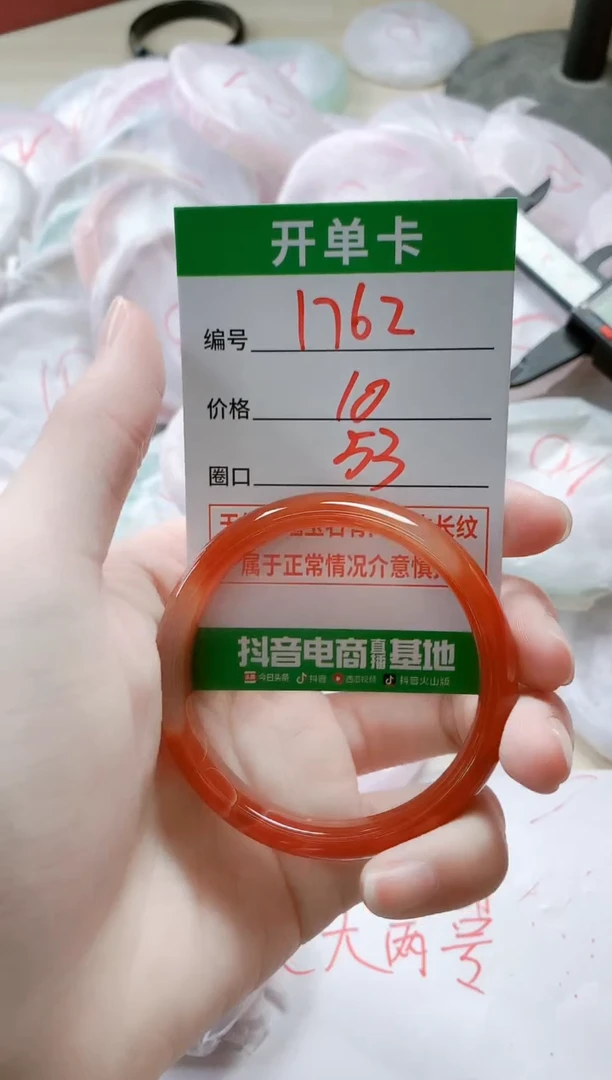 开单卡
编号 1762
价格 10
圈口 53
长纹
属于正常情况介意慎
抖音电商直播基地
今日头条 抖音 西瓜视频 抖音火山版
大两号